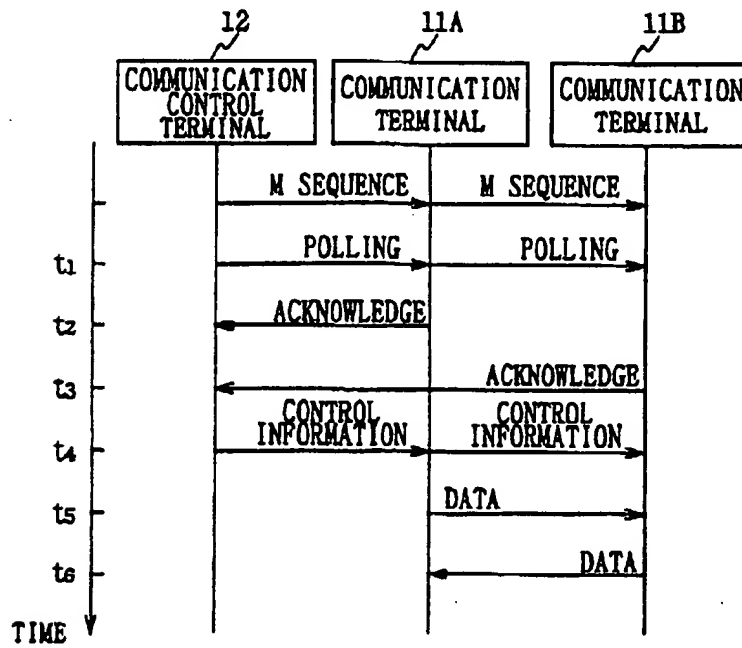 12
11A
11B
COMMUNICATION
CONTROL
TERMINAL
COMMUNICATION
TERMINAL
COMMUNICATION
TERMINAL
M SEQUENCE
M SEQUENCE
t1
POLLING
POLLING
t2
ACKNOWLEDGE
t3
ACKNOWLEDGE
CONTROL
INFORMATION
CONTROL
INFORMATION
t4
t5
DATA
t6
DATA
TIME